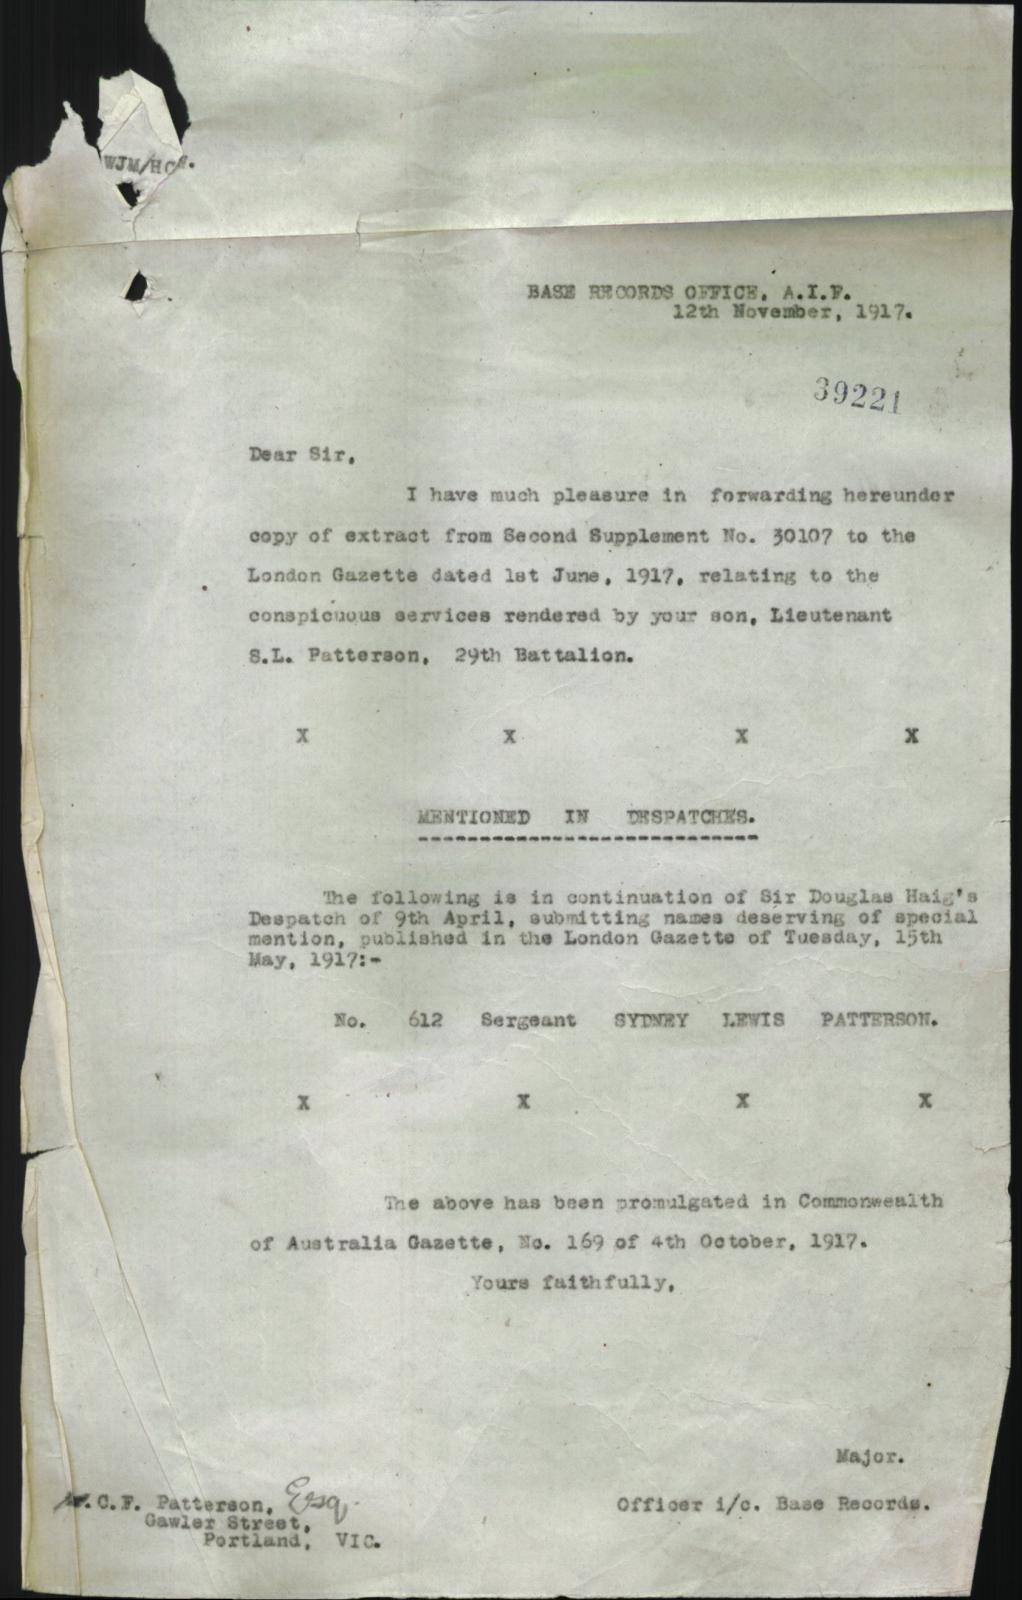 WJM/HCS.
BASE RECORDS OFFICE, A.I.F.
12th November, 1917.
39221
Dear Sir,
I have much pleasure in forwarding hereunder
copy of extract from Second Supplement No. 30107 to the
London Gazette dated 1st June, 1917, relating to the
conspicuous services rendered by your son, Lieutenant
S.L. Patterson, 29th Battalion.
X X X X
MENTIONED IN DESPATCHES.
The following is in continuation of Sir Douglas Haig's
Despatch of 9th April, submitting names deserving of special
mention, published in the London Gazette of Tuesday, 15th
May, 1917:-
No. 612 Sergeant SYDNEY LEWIS PATTERSON.
X X X X
The above has been promulgated in Commonwealth
of Australia Gazette, No. 169 of 4th October, 1917.
Yours faithfully,
Major.
C.F. Patterson, Esq.
Officer i/c. Base Records.
Gawler Street,
Portland, VIC.